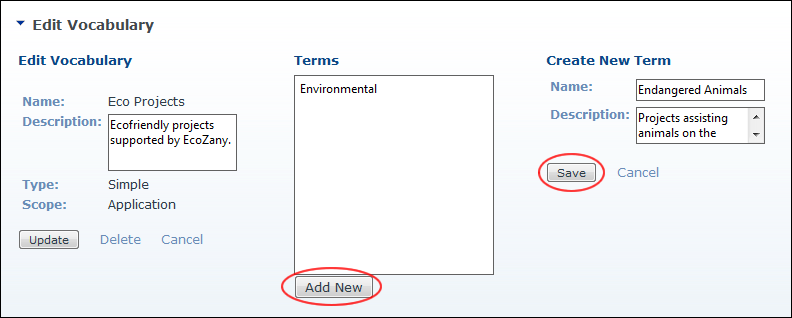 Edit Vocabulary
Edit Vocabulary
Name: Eco Projects
Description: Ecofriendly projects
supported by EcoZany.
Type: Simple
Scope: Application
Update Delete Cancel
Terms
Environmental
Add New
Create New Term
Name: Endangered Animals
Description: Projects assisting
animals on the
Save Cancel